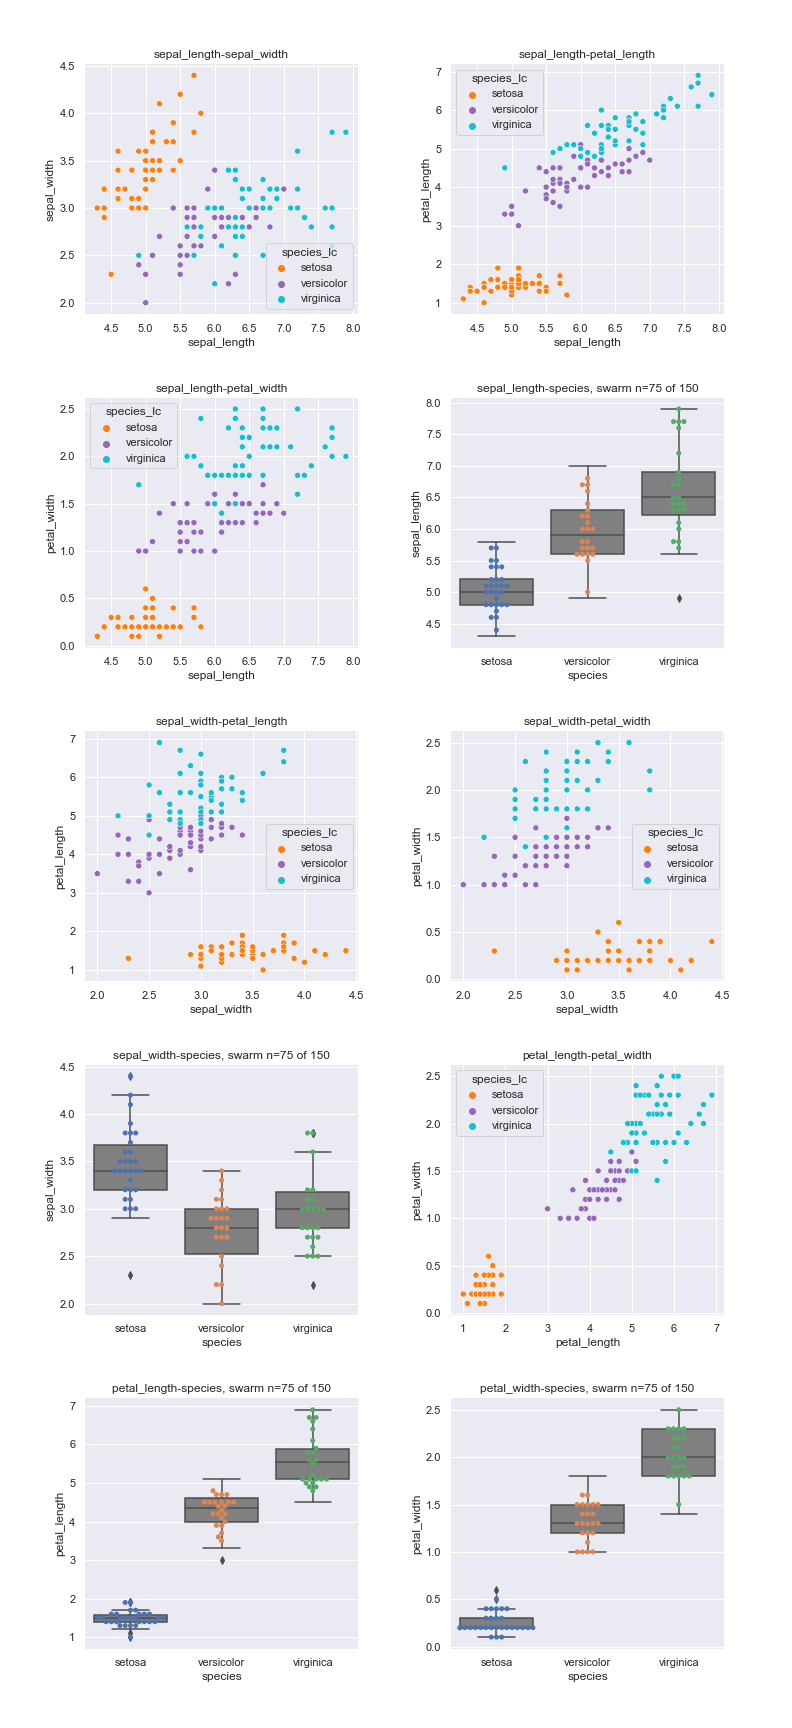 sepal_length-sepal_width
4.5
4.0
3.5
3.0
2.5
2.0
sepal_width
species_lc
setosa
versicolor
virginica
4.5 5.0 5.5 6.0 6.5 7.0 7.5 8.0
sepal_length
sepal_length-petal_length
7
6
5
4
3
2
1
petal_length
species_lc
setosa
versicolor
virginica
4.5 5.0 5.5 6.0 6.5 7.0 7.5 8.0
sepal_length
sepal_length-petal_width
2.5
2.0
1.5
1.0
0.5
0.0
petal_width
species_lc
setosa
versicolor
virginica
4.5 5.0 5.5 6.0 6.5 7.0 7.5 8.0
sepal_length
sepal_length-species, swarm n=75 of 150
8.0
7.5
7.0
6.5
6.0
5.5
5.0
4.5
sepal_length
setosa versicolor virginica
species
sepal_width-petal_length
7
6
5
4
3
2
1
petal_length
species_lc
setosa
versicolor
virginica
2.0 2.5 3.0 3.5 4.0 4.5
sepal_width
sepal_width-petal_width
2.5
2.0
1.5
1.0
0.5
0.0
petal_width
species_lc
setosa
versicolor
virginica
2.0 2.5 3.0 3.5 4.0 4.5
sepal_width
sepal_width-species, swarm n=75 of 150
4.5
4.0
3.5
3.0
2.5
2.0
sepal_width
setosa versicolor virginica
species
petal_length-petal_width
2.5
2.0
1.5
1.0
0.5
0.0
petal_width
species_lc
setosa
versicolor
virginica
1 2 3 4 5 6 7
petal_length
petal_length-species, swarm n=75 of 150
7
6
5
4
3
2
1
petal_length
setosa versicolor virginica
species
petal_width-species, swarm n=75 of 150
2.5
2.0
1.5
1.0
0.5
0.0
petal_width
setosa versicolor virginica
species